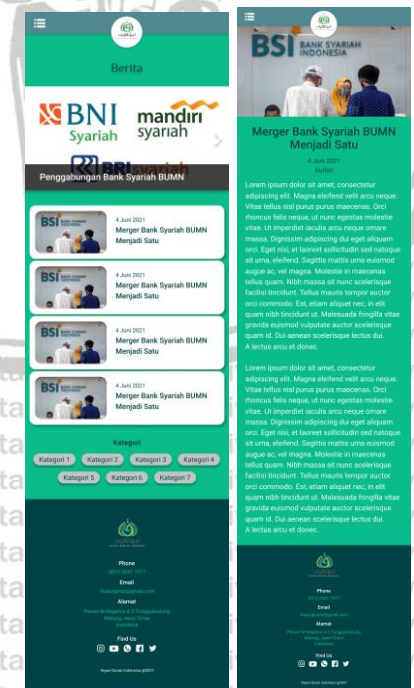 Berita
BNI
Syariah
mandiri
syariah
BRIsyariah
Penggabungan Bank Syariah BUMN
BSI
4 Juni 2021
Merger Bank Syariah BUMN
Menjadi Satu
BSI
4 Juni 2021
Merger Bank Syariah BUMN
Menjadi Satu
BSI
4 Juni 2021
Merger Bank Syariah BUMN
Menjadi Satu
BSI
4 Juni 2021
Merger Bank Syariah BUMN
Menjadi Satu
Kategori
Kategori 1 Kategori 2 Kategori 3 Kategori 4
Kategori 5 Kategori 6 Kategori 7
Phone
Email
Alamat
Malang, Jawa Timur
Indonesia
Find Us
BSI BANK SYARIAH
INDONESIA
Merger Bank Syariah BUMN
Menjadi Satu
4 Juni 2021
Author
Lorem ipsum dolor sit amet, consectetur
adipiscing elit. Magna eleifend velit arcu neque.
Vitae tellus nisl purus purus maecenas. Orci
rhoncus felis neque, ut nunc egestas molestie
vitae. Ut imperdiet iaculis arcu neque ornare
massa. Dignissim adipiscing dui eget aliquam
orci. Eget nisi, et laoreet sollicitudin sed natoque
sit urna, eleifend. Sagittis mattis urna euismod
augue ac, vel magna. Molestie in maecenas
tellus quam. Nibh massa sit nunc scelerisque
facilisi tincidunt. Tellus mauris tempor auctor
orci commodo. Est, etiam aliquet nec, in elit
quam nibh tincidunt ut. Malesuada fringilla vitae
gravida euismod vulputate auctor scelerisque
quam id. Dui aenean scelerisque lectus dui.
A lectus arcu et donec.
Lorem ipsum dolor sit amet, consectetur
adipiscing elit. Magna eleifend velit arcu neque.
Vitae tellus nisl purus purus maecenas. Orci
rhoncus felis neque, ut nunc egestas molestie
vitae. Ut imperdiet iaculis arcu neque ornare
massa. Dignissim adipiscing dui eget aliquam
orci. Eget nisi, et laoreet sollicitudin sed natoque
sit urna, eleifend. Sagittis mattis urna euismod
augue ac, vel magna. Molestie in maecenas
tellus quam. Nibh massa sit nunc scelerisque
facilisi tincidunt. Tellus mauris tempor auctor
orci commodo. Est, etiam aliquet nec, in elit
quam nibh tincidunt ut. Malesuada fringilla vitae
gravida euismod vulputate auctor scelerisque
quam id. Dui aenean scelerisque lectus dui.
A lectus arcu et donec.
Phone
Email
Alamat
Malang, Jawa Timur
Indonesia
Find Us